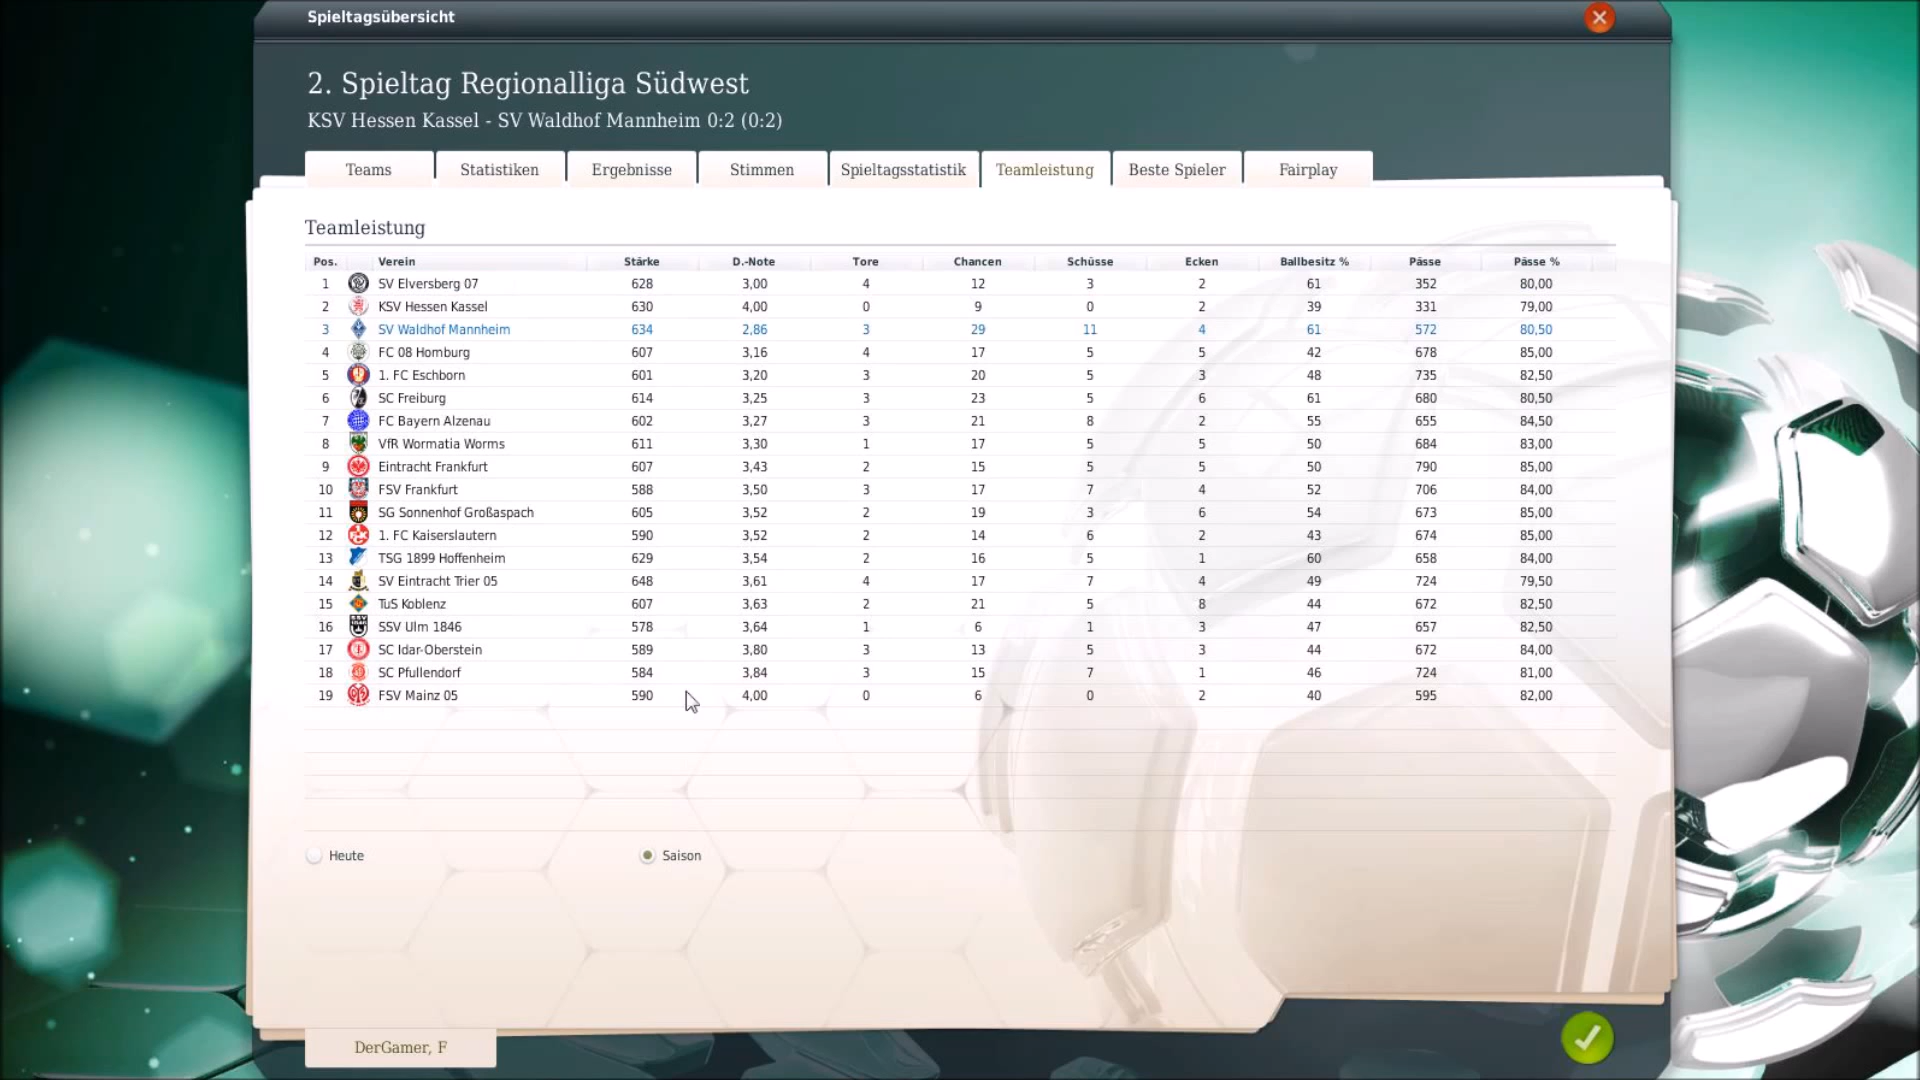 Spieltagsübersicht
2. Spieltag Regionalliga Südwest
KSV Hessen Kassel - SV Waldhof Mannheim 0:2 (0:2)
Teams Statistiken Ergebnisse Stimmen Spieltagsstatistik Teamleistung Beste Spieler Fairplay
Teamleistung
Pos. Verein Stärke D.-Note Tore Chancen Schüsse Ecken Ballbesitz % Pässe Pässe %
1 SV Elversberg 07 628 3,00 4 12 3 2 61 352 80,00
2 KSV Hessen Kassel 630 4,00 0 9 0 2 39 331 79,00
3 SV Waldhof Mannheim 634 2,86 3 29 11 4 61 572 80,50
4 FC 08 Homburg 607 3,16 4 17 5 5 42 678 85,00
5 1. FC Eschborn 601 3,20 3 20 5 3 48 735 82,50
6 SC Freiburg 614 3,25 3 23 5 6 61 680 80,50
7 FC Bayern Alzenau 602 3,27 3 21 8 2 55 655 84,50
8 VfR Wormatia Worms 611 3,30 1 17 5 5 50 684 83,00
9 Eintracht Frankfurt 607 3,43 2 15 5 5 50 790 85,00
10 FSV Frankfurt 588 3,50 3 17 7 4 52 706 84,00
11 SG Sonnenhof Großaspach 605 3,52 2 19 3 6 54 673 85,00
12 1. FC Kaiserslautern 590 3,52 2 14 6 2 43 674 85,00
13 TSG 1899 Hoffenheim 629 3,54 2 16 5 1 60 658 84,00
14 SV Eintracht Trier 05 648 3,61 4 17 7 4 49 724 79,50
15 TuS Koblenz 607 3,63 2 21 5 8 44 672 82,50
16 SSV Ulm 1846 578 3,64 1 6 1 3 47 657 82,50
17 SC Idar-Oberstein 589 3,80 3 13 5 3 44 672 84,00
18 SC Pfullendorf 584 3,84 3 15 7 1 46 724 81,00
19 FSV Mainz 05 590 4,00 0 6 0 2 40 595 82,00
Heute Saison
DerGamer, F